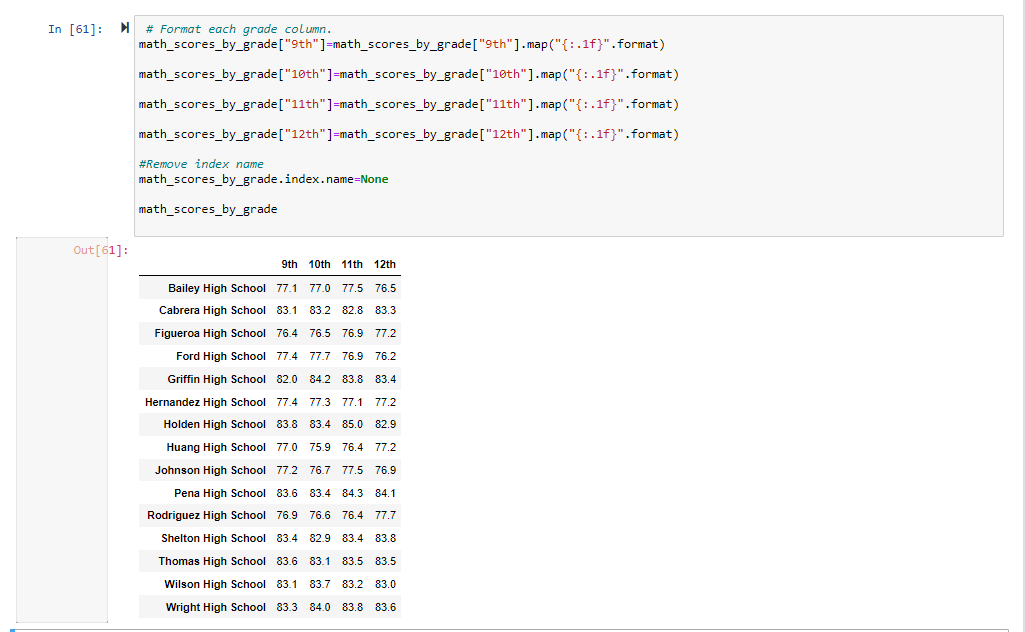 In [61]:
# Format each grade column.
math_scores_by_grade["9th"]=math_scores_by_grade["9th"].map("{:.1f}".format)
math_scores_by_grade["10th"]=math_scores_by_grade["10th"].map("{:.1f}".format)
math_scores_by_grade["11th"]=math_scores_by_grade["11th"].map("{:.1f}".format)
math_scores_by_grade["12th"]=math_scores_by_grade["12th"].map("{:.1f}".format)
#Remove index name
math_scores_by_grade.index.name=None
math_scores_by_grade
Out[61]:
9th 10th 11th 12th
Bailey High School 77.1 77.0 77.5 76.5
Cabrera High School 83.1 83.2 82.8 83.3
Figueroa High School 76.4 76.5 76.9 77.2
Ford High School 77.4 77.7 76.9 76.2
Griffin High School 82.0 84.2 83.8 83.4
Hernandez High School 77.4 77.3 77.1 77.2
Holden High School 83.8 83.4 85.0 82.9
Huang High School 77.0 75.9 76.4 77.2
Johnson High School 77.2 76.7 77.5 76.9
Pena High School 83.6 83.4 84.3 84.1
Rodriguez High School 76.9 76.6 76.4 77.7
Shelton High School 83.4 82.9 83.4 83.8
Thomas High School 83.6 83.1 83.5 83.5
Wilson High School 83.1 83.7 83.2 83.0
Wright High School 83.3 84.0 83.8 83.6